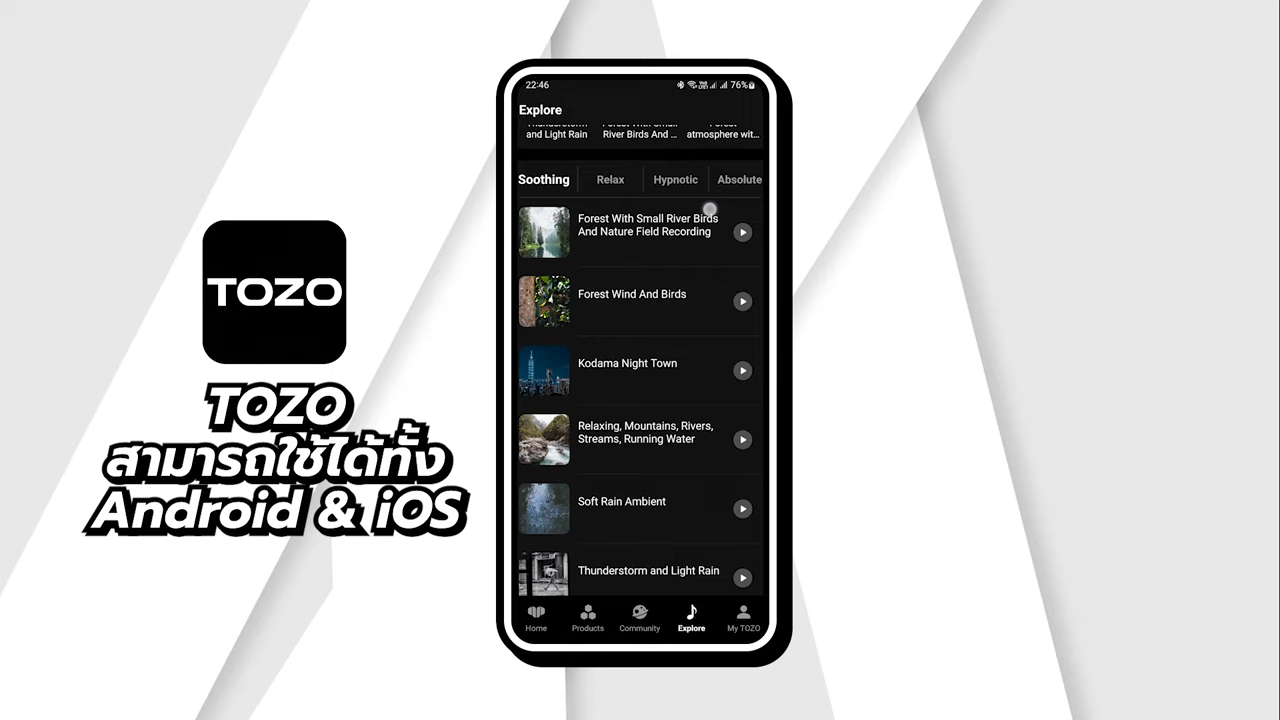 TOZO
TOZO
สามารถใช้ได้ทั้ง
Android & iOS
22:46
76%
Explore
and Light Rain
River Birds And ...
atmosphere wit...
Soothing
Relax
Hypnotic
Absolute
Forest With Small River Birds
And Nature Field Recording
Forest Wind And Birds
Kodama Night Town
Relaxing, Mountains, Rivers,
Streams, Running Water
Soft Rain Ambient
Thunderstorm and Light Rain
Home
Products
Community
Explore
My TOZO